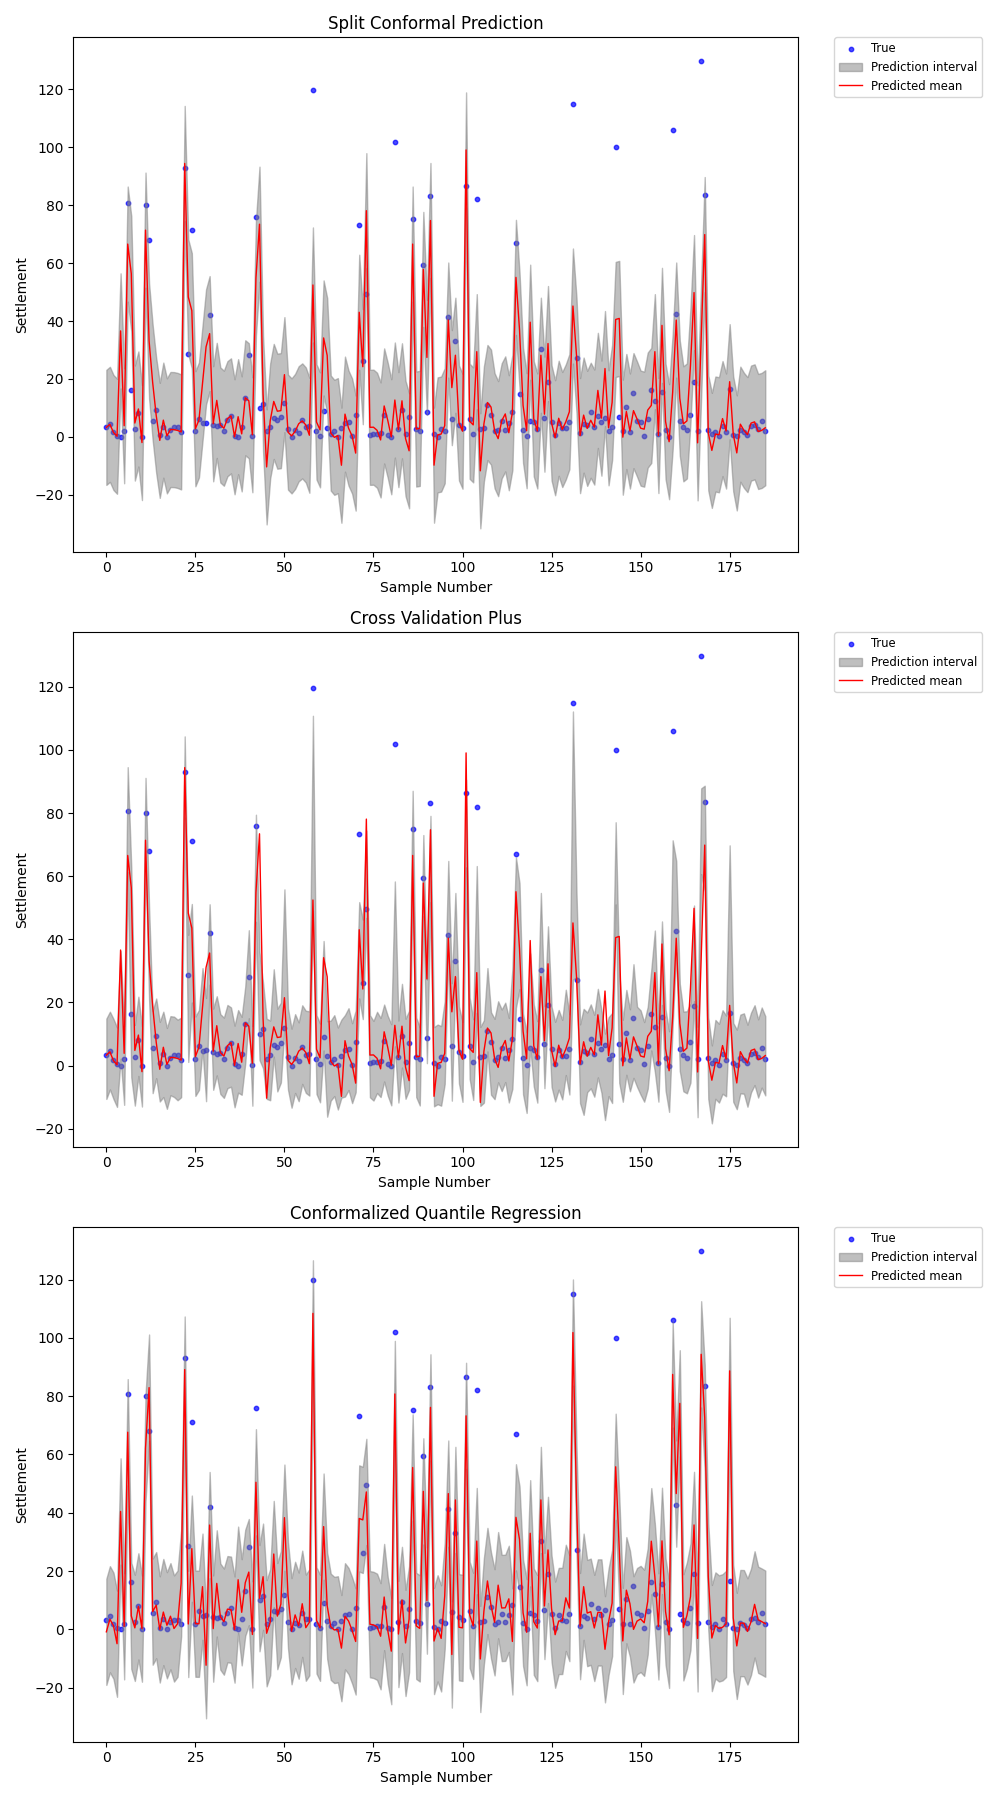 Split Conformal Prediction
True
Prediction interval
Predicted mean
120
100
80
60
40
20
0
−20
Settlement
0 25 50 75 100 125 150 175
Sample Number
Cross Validation Plus
True
Prediction interval
Predicted mean
120
100
80
60
40
20
0
−20
Settlement
0 25 50 75 100 125 150 175
Sample Number
Conformalized Quantile Regression
True
Prediction interval
Predicted mean
120
100
80
60
40
20
0
−20
Settlement
0 25 50 75 100 125 150 175
Sample Number